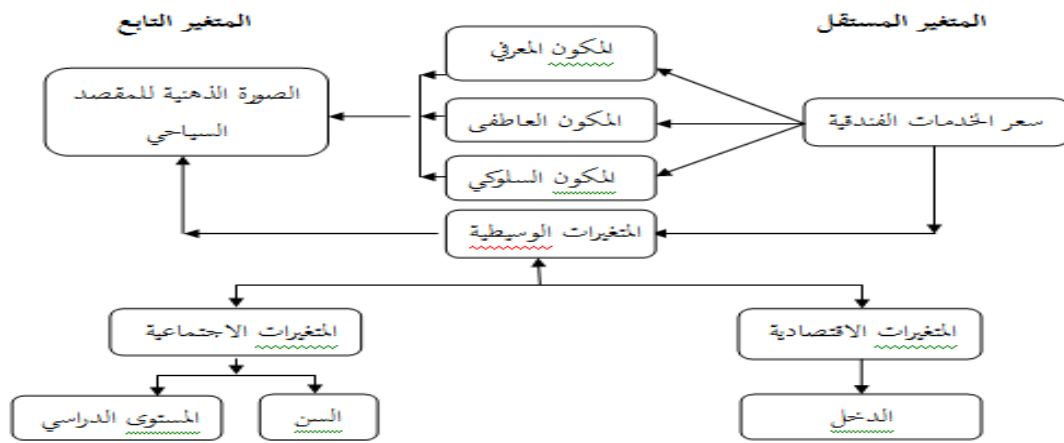 المتغير المستقل
المتغير التابع
المكون المعرفي
الصورة الذهنية للمقصد
السياحي
المكون العاطفى
سعر الخدمات الفندقية
المكون السلوكي
المتغيرات الوسيطية
المتغيرات الاقتصادية
المتغيرات الاجتماعية
الدخل
السن
المستوى الدراسي